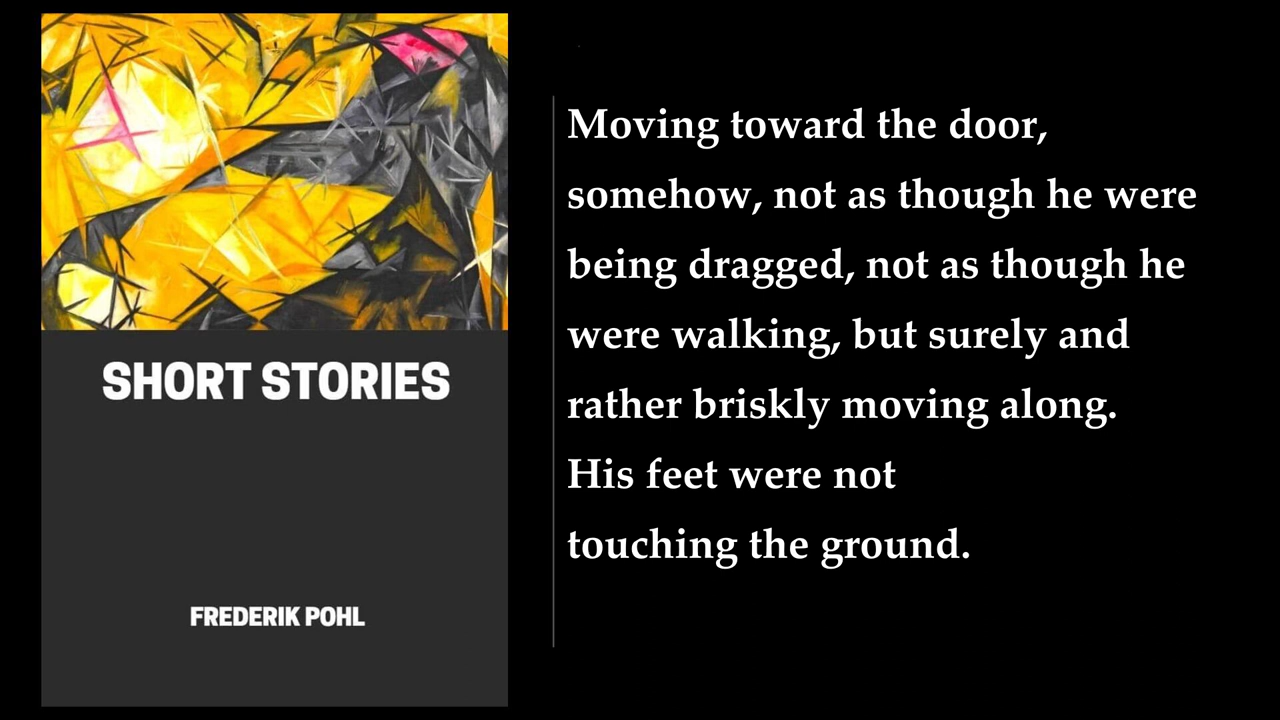 SHORT STORIES
FREDERIK POHL
Moving toward the door,
somehow, not as though he were
being dragged, not as though he
were walking, but surely and
rather briskly moving along.
His feet were not
touching the ground.